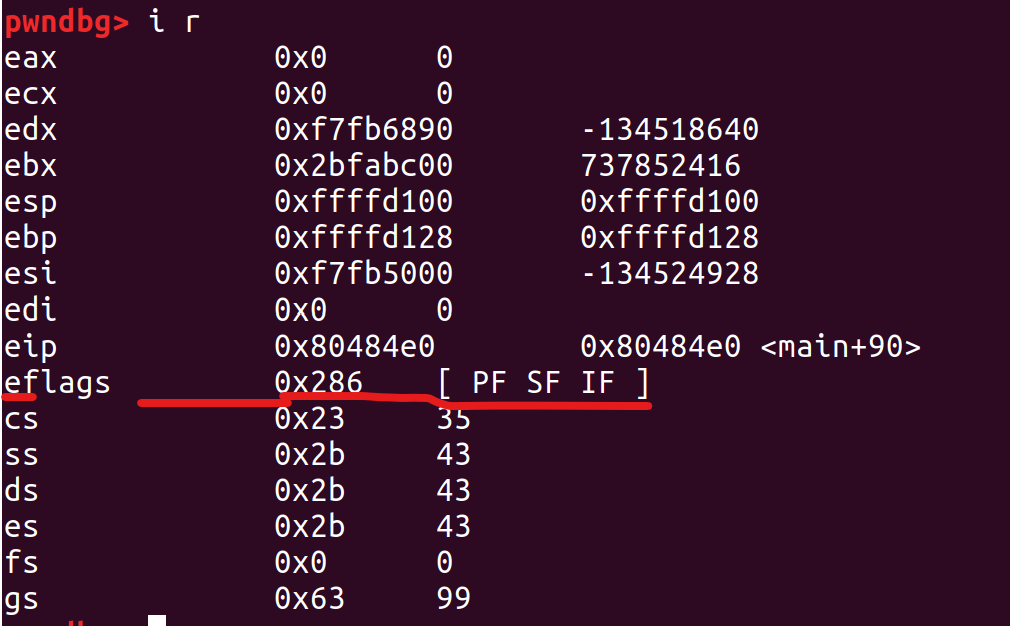 pwndbg> i r
eax 0x0 0
ecx 0x0 0
edx 0xf7fb6890 -134518640
ebx 0x2bfabc00 737852416
esp 0xffffd100 0xffffd100
ebp 0xffffd128 0xffffd128
esi 0xf7fb5000 -134524928
edi 0x0 0
eip 0x80484e0 0x80484e0 <main+90>
eflags 0x286 [ PF SF IF ]
cs 0x23 35
ss 0x2b 43
ds 0x2b 43
es 0x2b 43
fs 0x0 0
gs 0x63 99